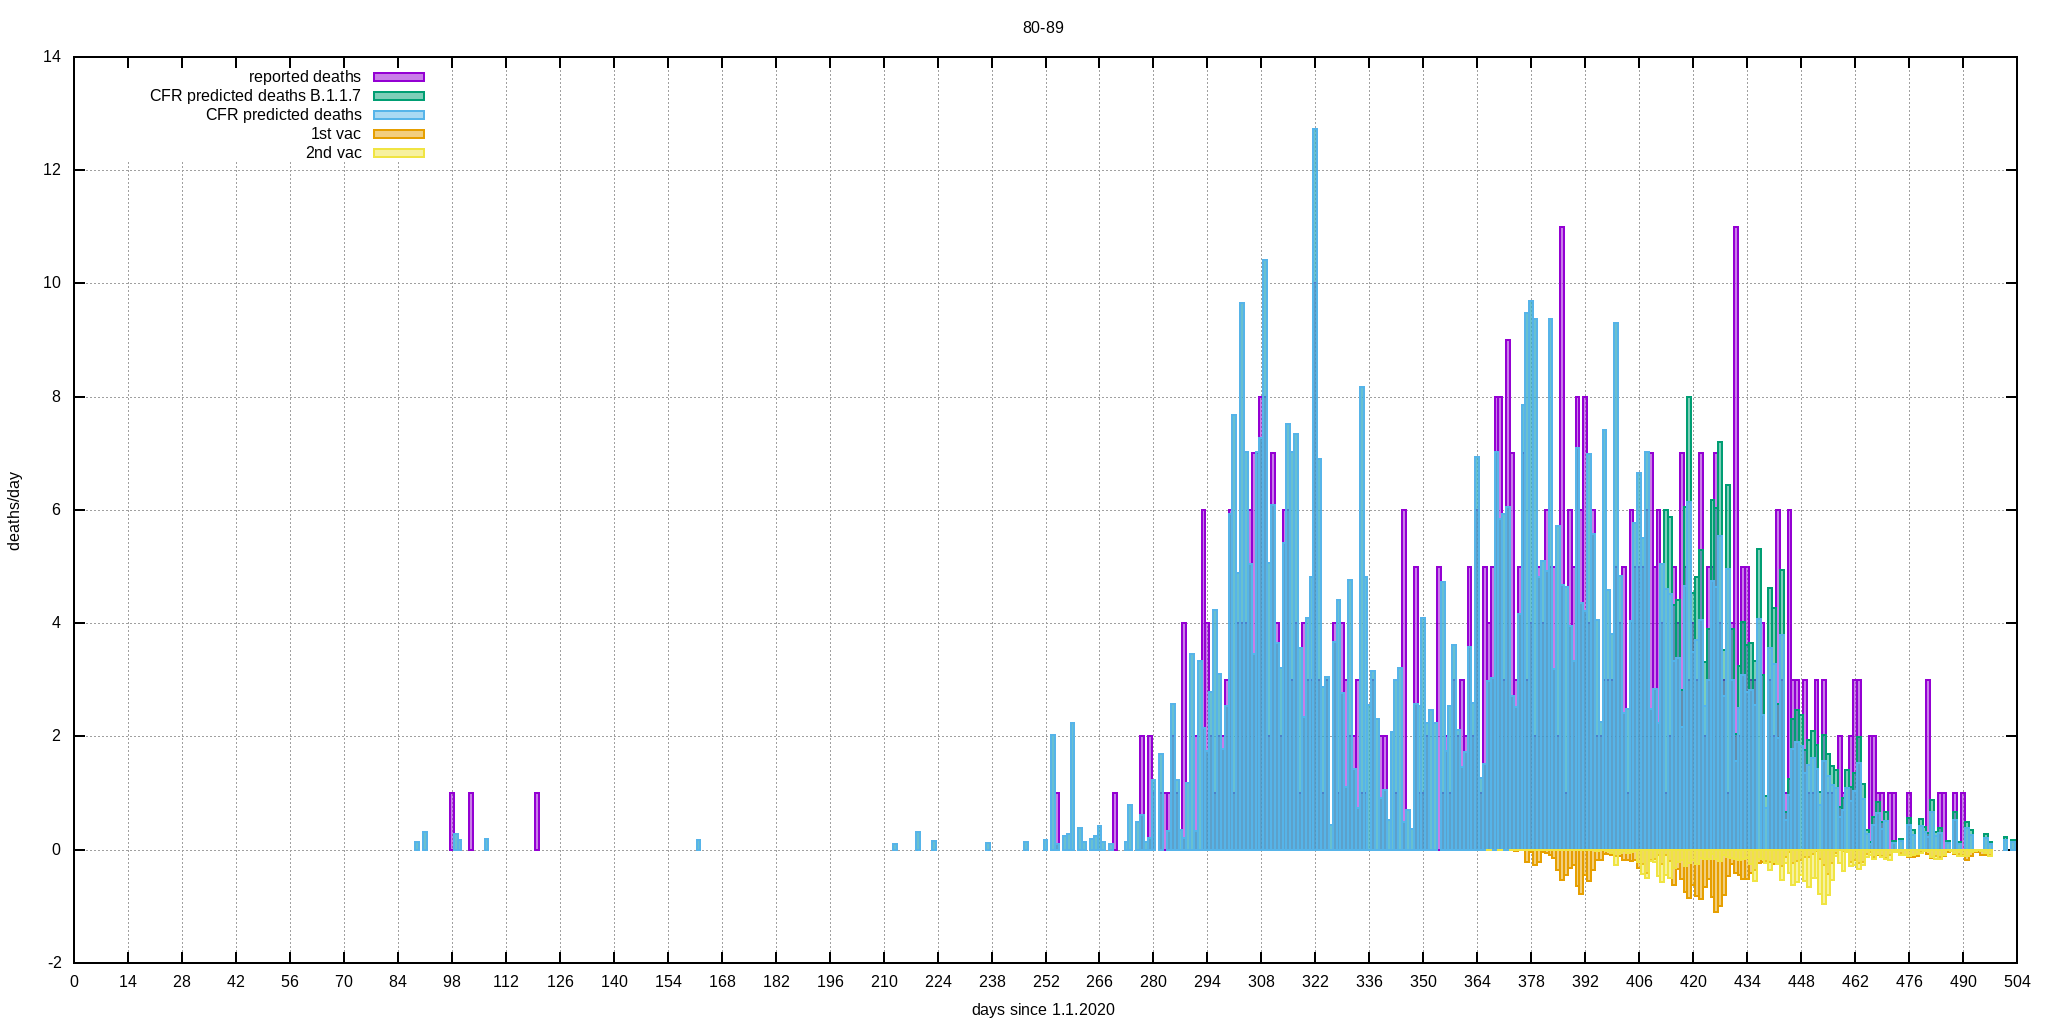 80-89
14
reported deaths
CFR predicted deaths B.1.1.7
CFR predicted deaths
1st vac
2nd vac
12
10
8
6
4
2
0
-2
deaths/day
0 14 28 42 56 70 84 98 112 126 140 154 168 182 196 210 224 238 252 266 280 294 308 322 336 350 364 378 392 406 420 434 448 462 476 490 504
days since 1.1.2020